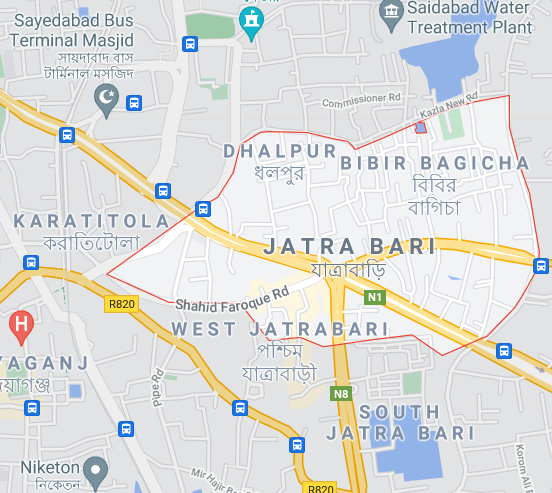 Sayedabad Bus
Terminal Masjid
সায়দাবাদ বাস
টার্মিনাল মসজিদ
Saidabad Water
Treatment Plant
Commissioner Rd
Kazla New Rd
DHALPUR
ধলপুর
BIBIR BAGICHA
বিবির
বাগিচা
KARATITOLA
করাতিটোলা
JATRA BARI
যাত্রাবাড়ি
R820
Shahid Faroque Rd
N1
WEST JATRABARI
পশ্চিম
যাত্রাবাড়ী
H
YAGANJ
য়াগঞ্জ
Pipe Rd
N8
SOUTH
JATRA BARI
Niketon
নিকেতন
Mir Hajir
R820
Korom Ali